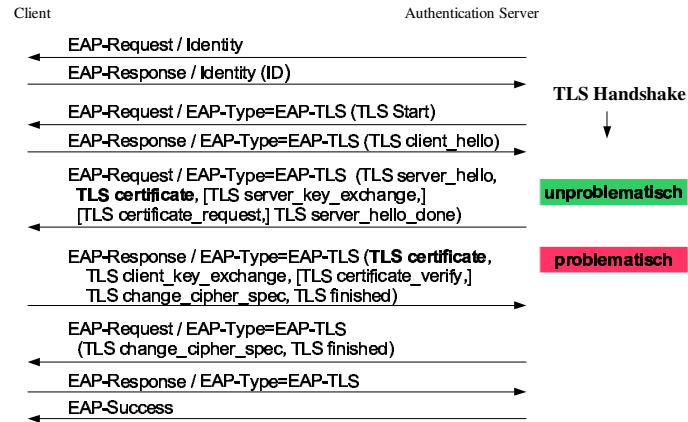 Client
Authentication Server
EAP-Request / Identity
EAP-Response / Identity (ID)
TLS Handshake
EAP-Request / EAP-Type=EAP-TLS (TLS Start)
EAP-Response / EAP-Type=EAP-TLS (TLS client_hello)
EAP-Request / EAP-Type=EAP-TLS (TLS server_hello,
TLS certificate, [TLS server_key_exchange,]
[TLS certificate_request,] TLS server_hello_done)
unproblematisch
EAP-Response / EAP-Type=EAP-TLS (TLS certificate,
TLS client_key_exchange, [TLS certificate_verify,]
TLS change_cipher_spec, TLS finished)
problematisch
EAP-Request / EAP-Type=EAP-TLS
(TLS change_cipher_spec, TLS finished)
EAP-Response / EAP-Type=EAP-TLS
EAP-Success